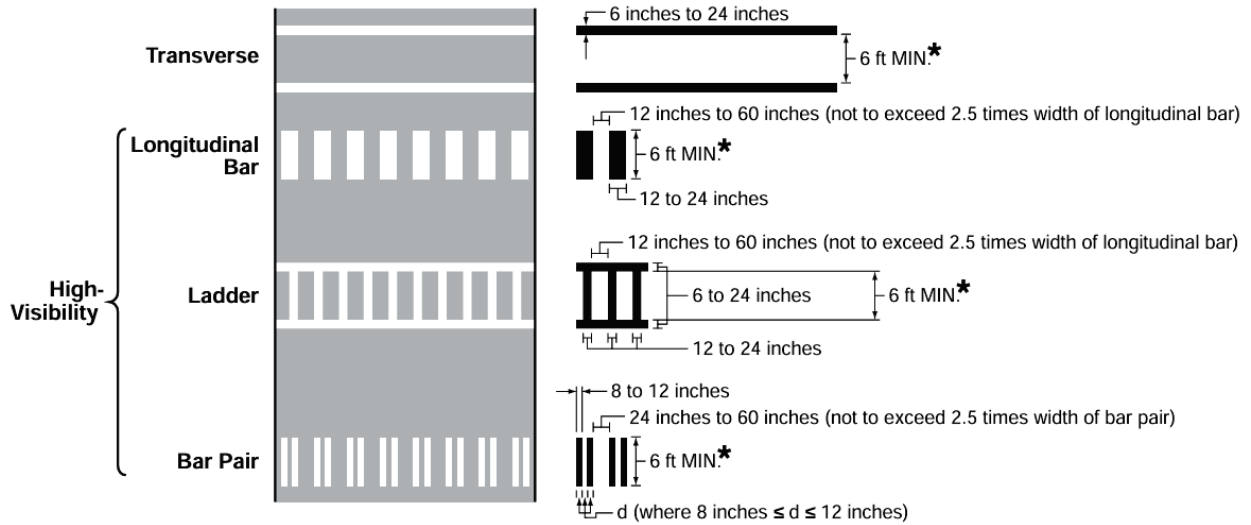 6 inches to 24 inches
Transverse
6 ft MIN.*
12 inches to 60 inches (not to exceed 2.5 times width of longitudinal bar)
Longitudinal
Bar
6 ft MIN.*
12 to 24 inches
12 inches to 60 inches (not to exceed 2.5 times width of longitudinal bar)
High-
Visibility
Ladder
6 to 24 inches
6 ft MIN.*
12 to 24 inches
8 to 12 inches
24 inches to 60 inches (not to exceed 2.5 times width of bar pair)
Bar Pair
6 ft MIN.*
d (where 8 inches ≤ d ≤ 12 inches)